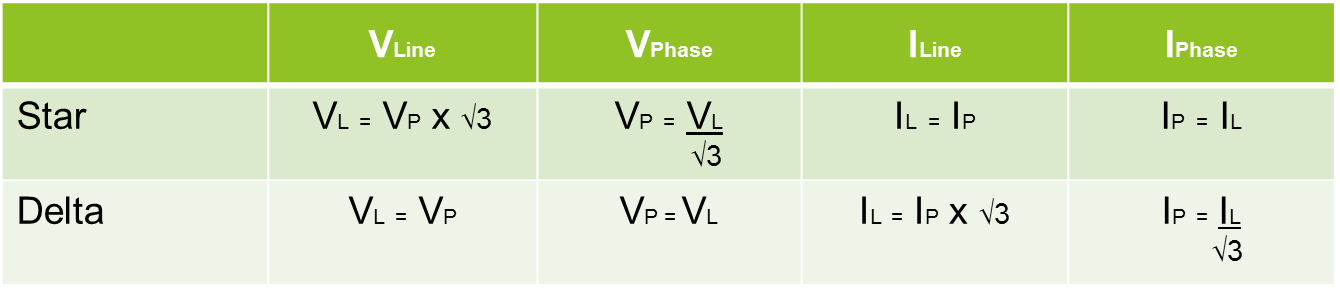 VLine VPhase ILine IPhase
Star VL = VP x √3 VP = VL IL = IP IP = IL
√3
Delta VL = VP VP = VL IL = IP x √3 IP = IL
√3